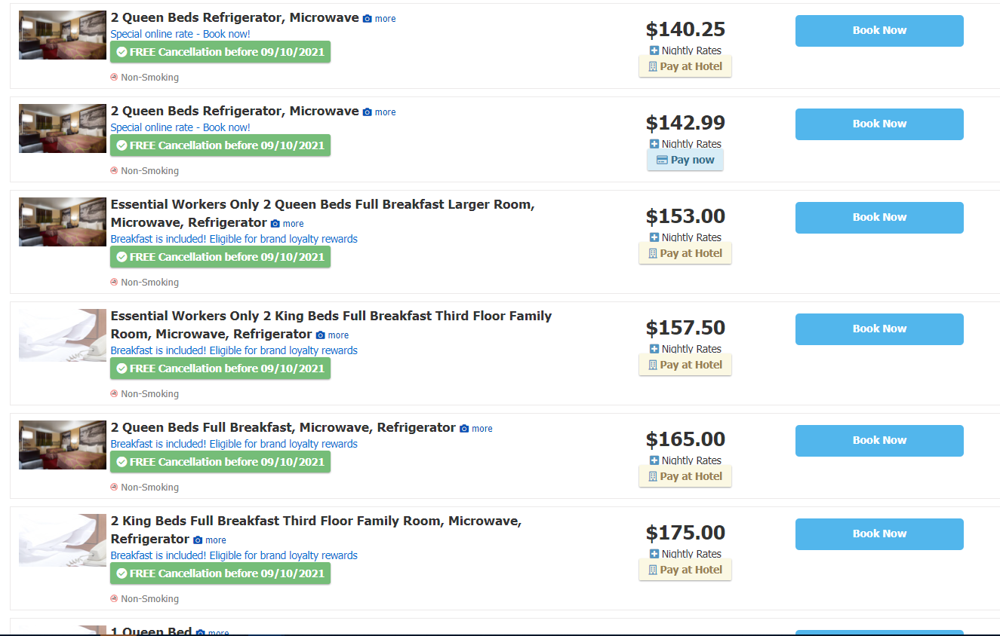 2 Queen Beds Refrigerator, Microwave more
Special online rate - Book now!
FREE Cancellation before 09/10/2021
Non-Smoking
$140.25
Nightly Rates
Pay at Hotel
Book Now
2 Queen Beds Refrigerator, Microwave more
Special online rate - Book now!
FREE Cancellation before 09/10/2021
Non-Smoking
$142.99
Nightly Rates
Pay now
Book Now
Essential Workers Only 2 Queen Beds Full Breakfast Larger Room,
Microwave, Refrigerator more
Breakfast is included! Eligible for brand loyalty rewards
FREE Cancellation before 09/10/2021
Non-Smoking
$153.00
Nightly Rates
Pay at Hotel
Book Now
Essential Workers Only 2 King Beds Full Breakfast Third Floor Family
Room, Microwave, Refrigerator more
Breakfast is included! Eligible for brand loyalty rewards
FREE Cancellation before 09/10/2021
Non-Smoking
$157.50
Nightly Rates
Pay at Hotel
Book Now
2 Queen Beds Full Breakfast, Microwave, Refrigerator more
Breakfast is included! Eligible for brand loyalty rewards
FREE Cancellation before 09/10/2021
Non-Smoking
$165.00
Nightly Rates
Pay at Hotel
Book Now
2 King Beds Full Breakfast Third Floor Family Room, Microwave,
Refrigerator more
Breakfast is included! Eligible for brand loyalty rewards
FREE Cancellation before 09/10/2021
Non-Smoking
$175.00
Nightly Rates
Pay at Hotel
Book Now
1 Queen Bed more